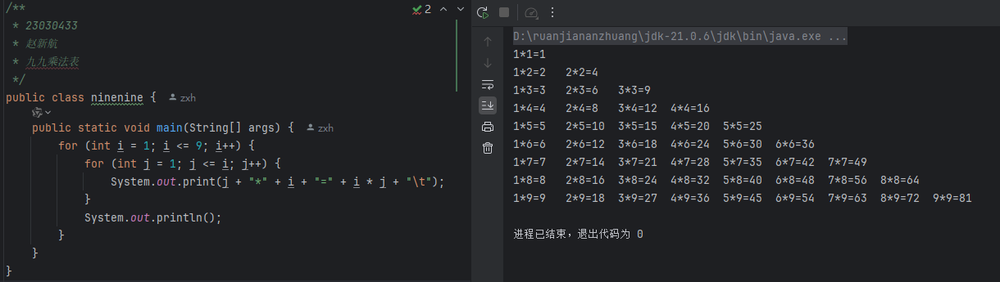 /**
 * 23030433
 * 赵新航
 * 九九乘法表
 */
public class ninenine { zxh
public static void main(String[] args) { zxh
for (int i = 1; i <= 9; i++) {
for (int j = 1; j <= i; j++) {
System.out.print(j + "*" + i + "=" + i * j + "\t");
}
System.out.println();
}
}
}
2
D:\ruanjiananzhuang\jdk-21.0.6\jdk\bin\java.exe ...
1*1=1
1*2=2 2*2=4
1*3=3 2*3=6 3*3=9
1*4=4 2*4=8 3*4=12 4*4=16
1*5=5 2*5=10 3*5=15 4*5=20 5*5=25
1*6=6 2*6=12 3*6=18 4*6=24 5*6=30 6*6=36
1*7=7 2*7=14 3*7=21 4*7=28 5*7=35 6*7=42 7*7=49
1*8=8 2*8=16 3*8=24 4*8=32 5*8=40 6*8=48 7*8=56 8*8=64
1*9=9 2*9=18 3*9=27 4*9=36 5*9=45 6*9=54 7*9=63 8*9=72 9*9=81
进程已结束，退出代码为 0